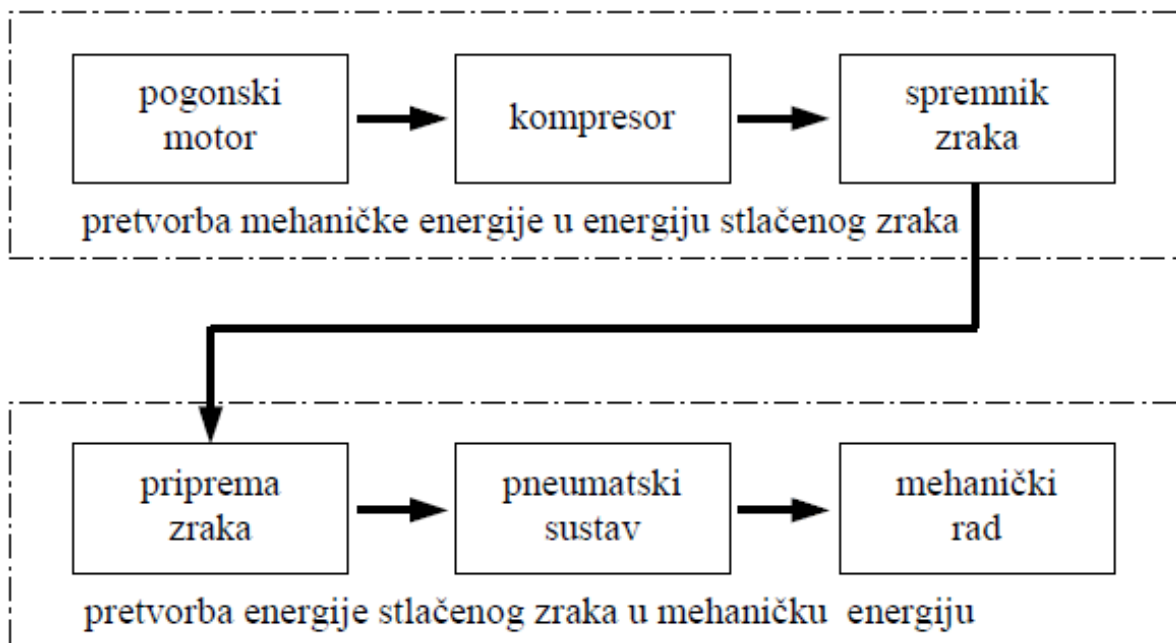 pogonski
motor
kompresor
spremnik
zraka
pretvorba mehaničke energije u energiju stlačenog zraka
priprema
zraka
pneumatski
sustav
mehanički
rad
pretvorba energije stlačenog zraka u mehaničku energiju